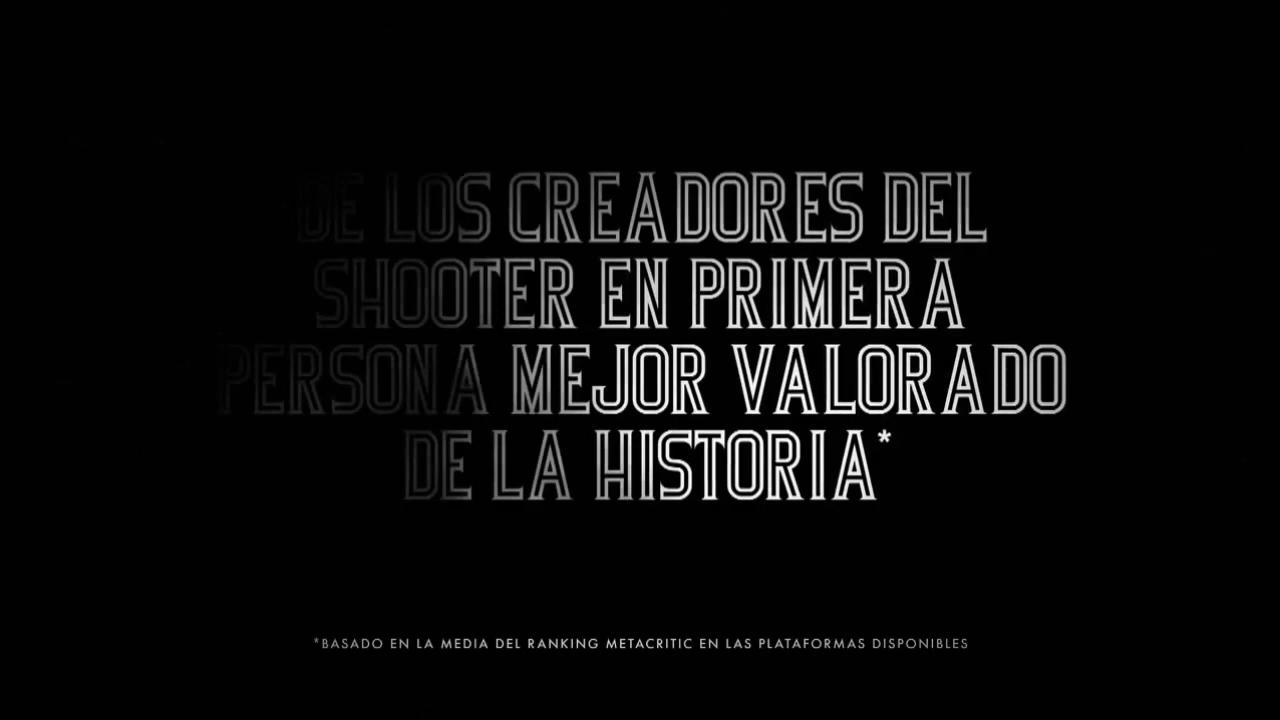 DE LOS CREADORES DEL
SHOOTER EN PRIMERA
PERSONA MEJOR VALORADO
DE LA HISTORIA*
*BASADO EN LA MEDIA DEL RANKING METACRITIC EN LAS PLATAFORMAS DISPONIBLES